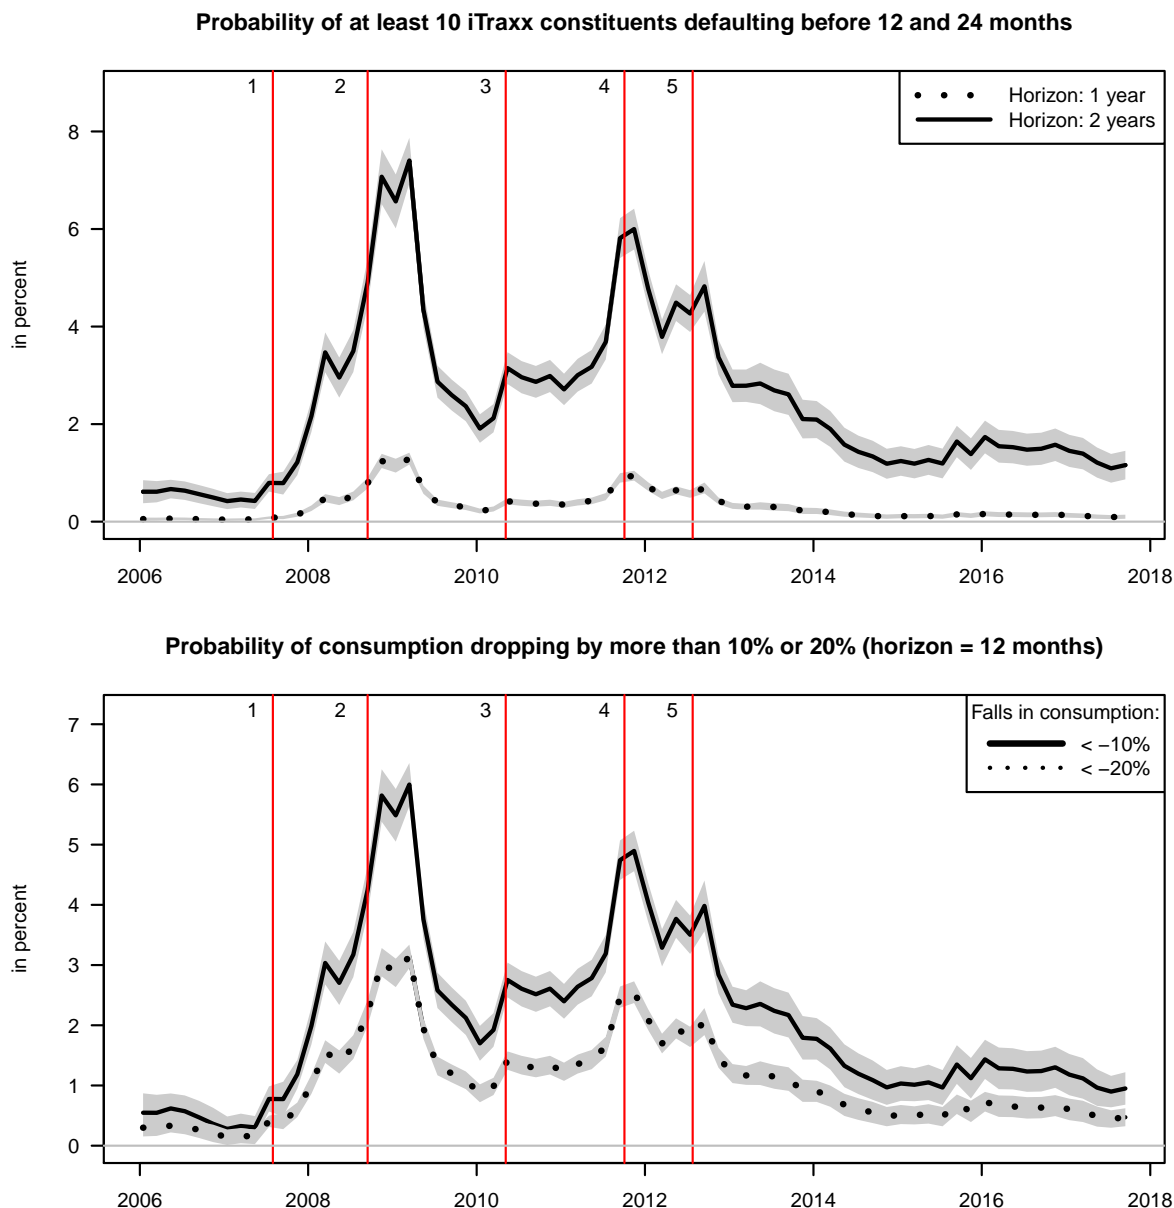 Probability of at least 10 iTraxx constituents defaulting before 12 and 24 months
1 2 3 4 5
Horizon: 1 year
Horizon: 2 years
in percent
8
6
4
2
0
2006 2008 2010 2012 2014 2016 2018
Probability of consumption dropping by more than 10% or 20% (horizon = 12 months)
1 2 3 4 5
Falls in consumption:
< −10%
< −20%
in percent
7
6
5
4
3
2
1
0
2006 2008 2010 2012 2014 2016 2018